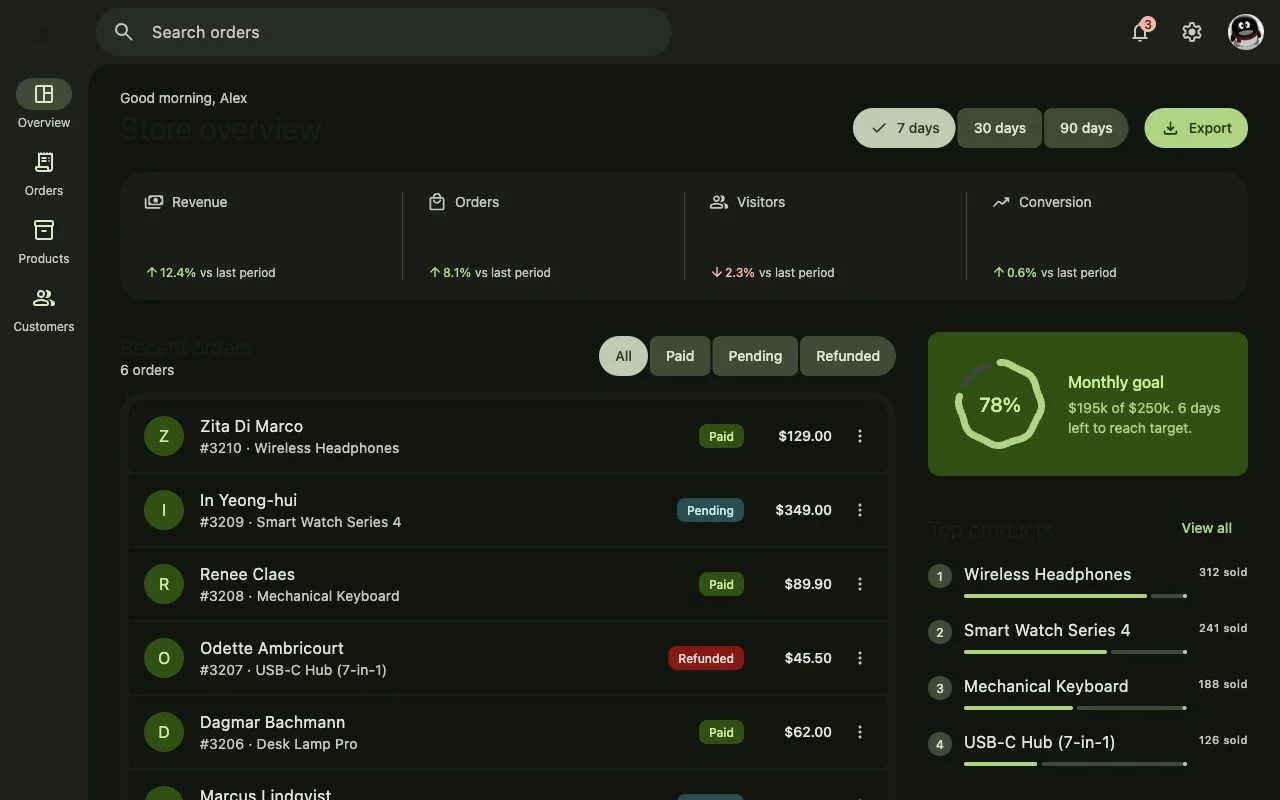 Search orders
3
Overview
Orders
Products
Customers
Good morning, Alex
Store overview
7 days
30 days
90 days
Export
Revenue
12.4% vs last period
Orders
8.1% vs last period
Visitors
2.3% vs last period
Conversion
0.6% vs last period
Recent orders
6 orders
All
Paid
Pending
Refunded
Z
Zita Di Marco
#3210 · Wireless Headphones
Paid
$129.00
I
In Yeong-hui
#3209 · Smart Watch Series 4
Pending
$349.00
R
Renee Claes
#3208 · Mechanical Keyboard
Paid
$89.90
O
Odette Ambricourt
#3207 · USB-C Hub (7-in-1)
Refunded
$45.50
D
Dagmar Bachmann
#3206 · Desk Lamp Pro
Paid
$62.00
Marcus Lindqvist
78%
Monthly goal
$195k of $250k. 6 days
left to reach target.
Top products
View all
1
Wireless Headphones
312 sold
2
Smart Watch Series 4
241 sold
3
Mechanical Keyboard
188 sold
4
USB-C Hub (7-in-1)
126 sold